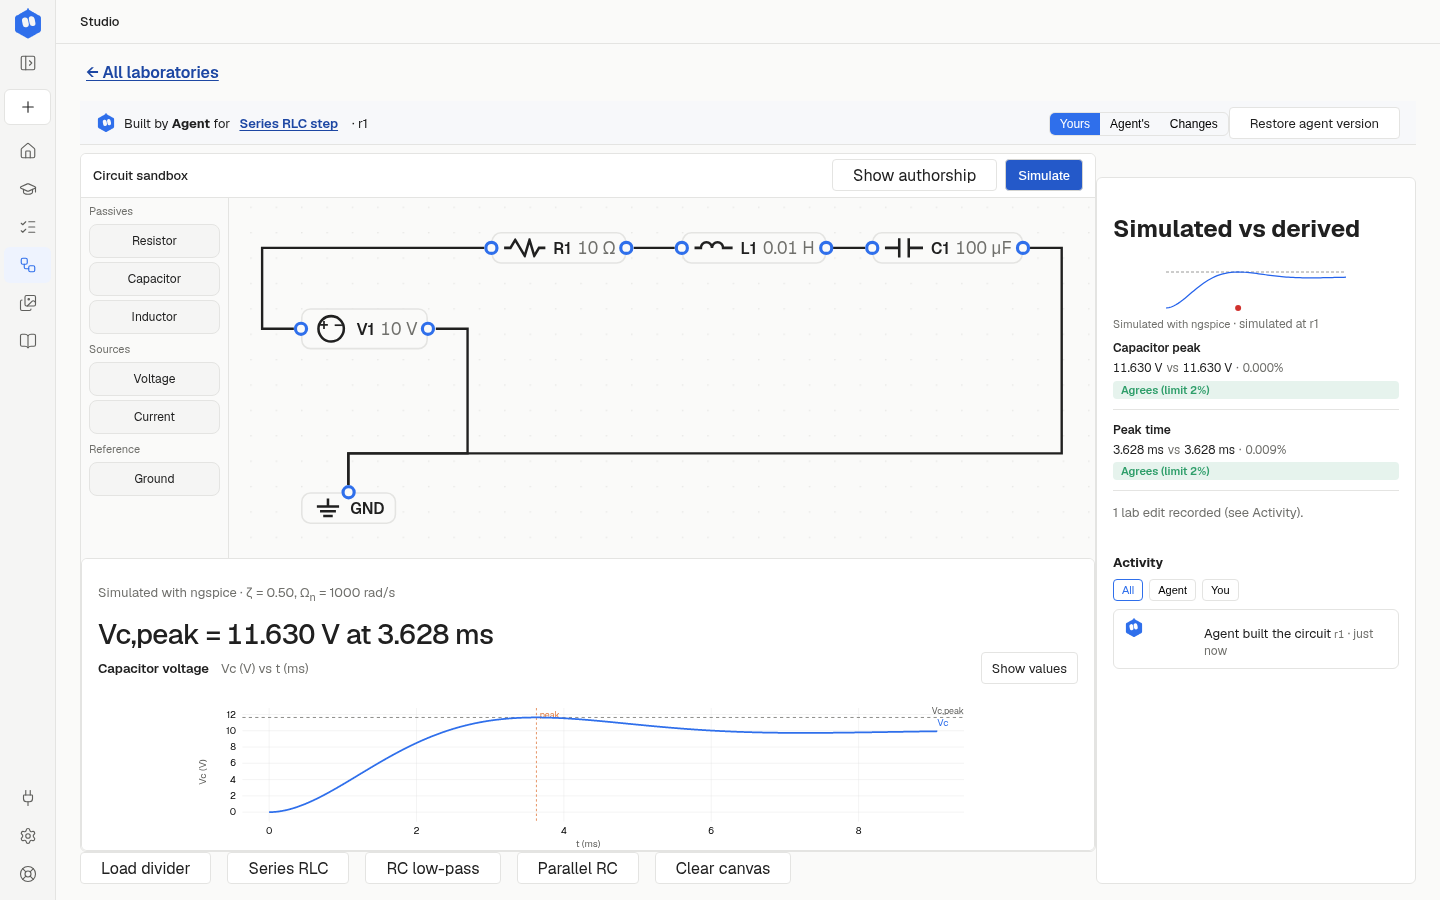 Studio
← All laboratories
Built by Agent for Series RLC step · r1
Yours
Agent's
Changes
Restore agent version
Circuit sandbox
Show authorship
Simulate
Passives
Resistor
Capacitor
Inductor
Sources
Voltage
Current
Reference
Ground
R1 10 Ω
L1 0.01 H
C1 100 µF
V1 10 V
GND
Simulated with ngspice · ζ = 0.50, Ωn = 1000 rad/s
Vc,peak = 11.630 V at 3.628 ms
Capacitor voltage Vc (V) vs t (ms)
Show values
Vc,peak
peak
Vc
12
10
8
6
4
2
0
Vc (V)
0 2 4 6 8
t (ms)
Load divider
Series RLC
RC low-pass
Parallel RC
Clear canvas
Simulated vs derived
Simulated with ngspice · simulated at r1
Capacitor peak
11.630 V vs 11.630 V · 0.000%
Agrees (limit 2%)
Peak time
3.628 ms vs 3.628 ms · 0.009%
Agrees (limit 2%)
1 lab edit recorded (see Activity).
Activity
All
Agent
You
Agent built the circuit r1 · just
now